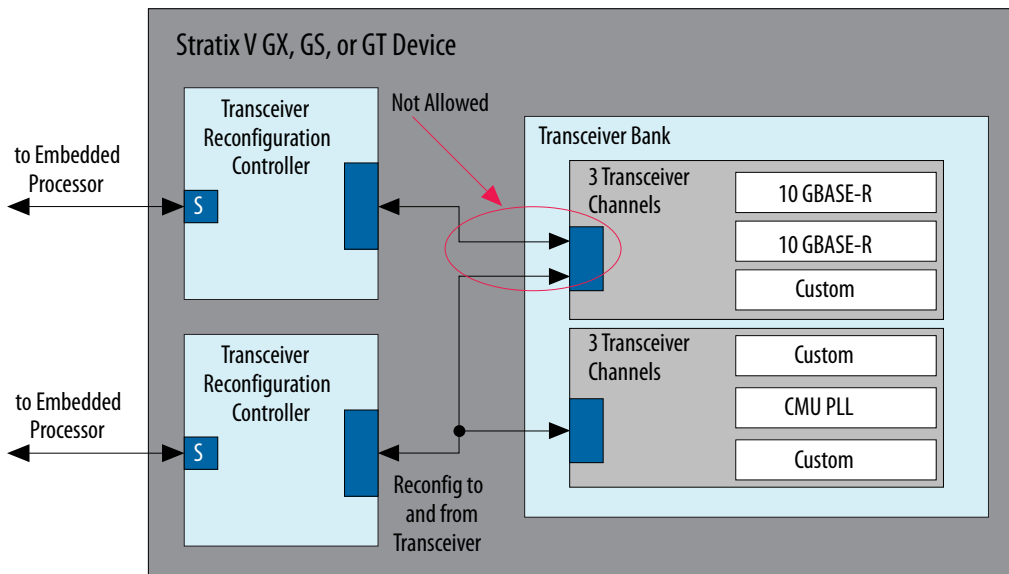 Stratix V GX, GS, or GT Device
Transceiver
Reconfiguration
Controller
Not Allowed
to Embedded
Processor
S
Transceiver Bank
3 Transceiver
Channels
10 GBASE-R
10 GBASE-R
Custom
Transceiver
Reconfiguration
Controller
to Embedded
Processor
S
3 Transceiver
Channels
Custom
CMU PLL
Custom
Reconfig to
and from
Transceiver